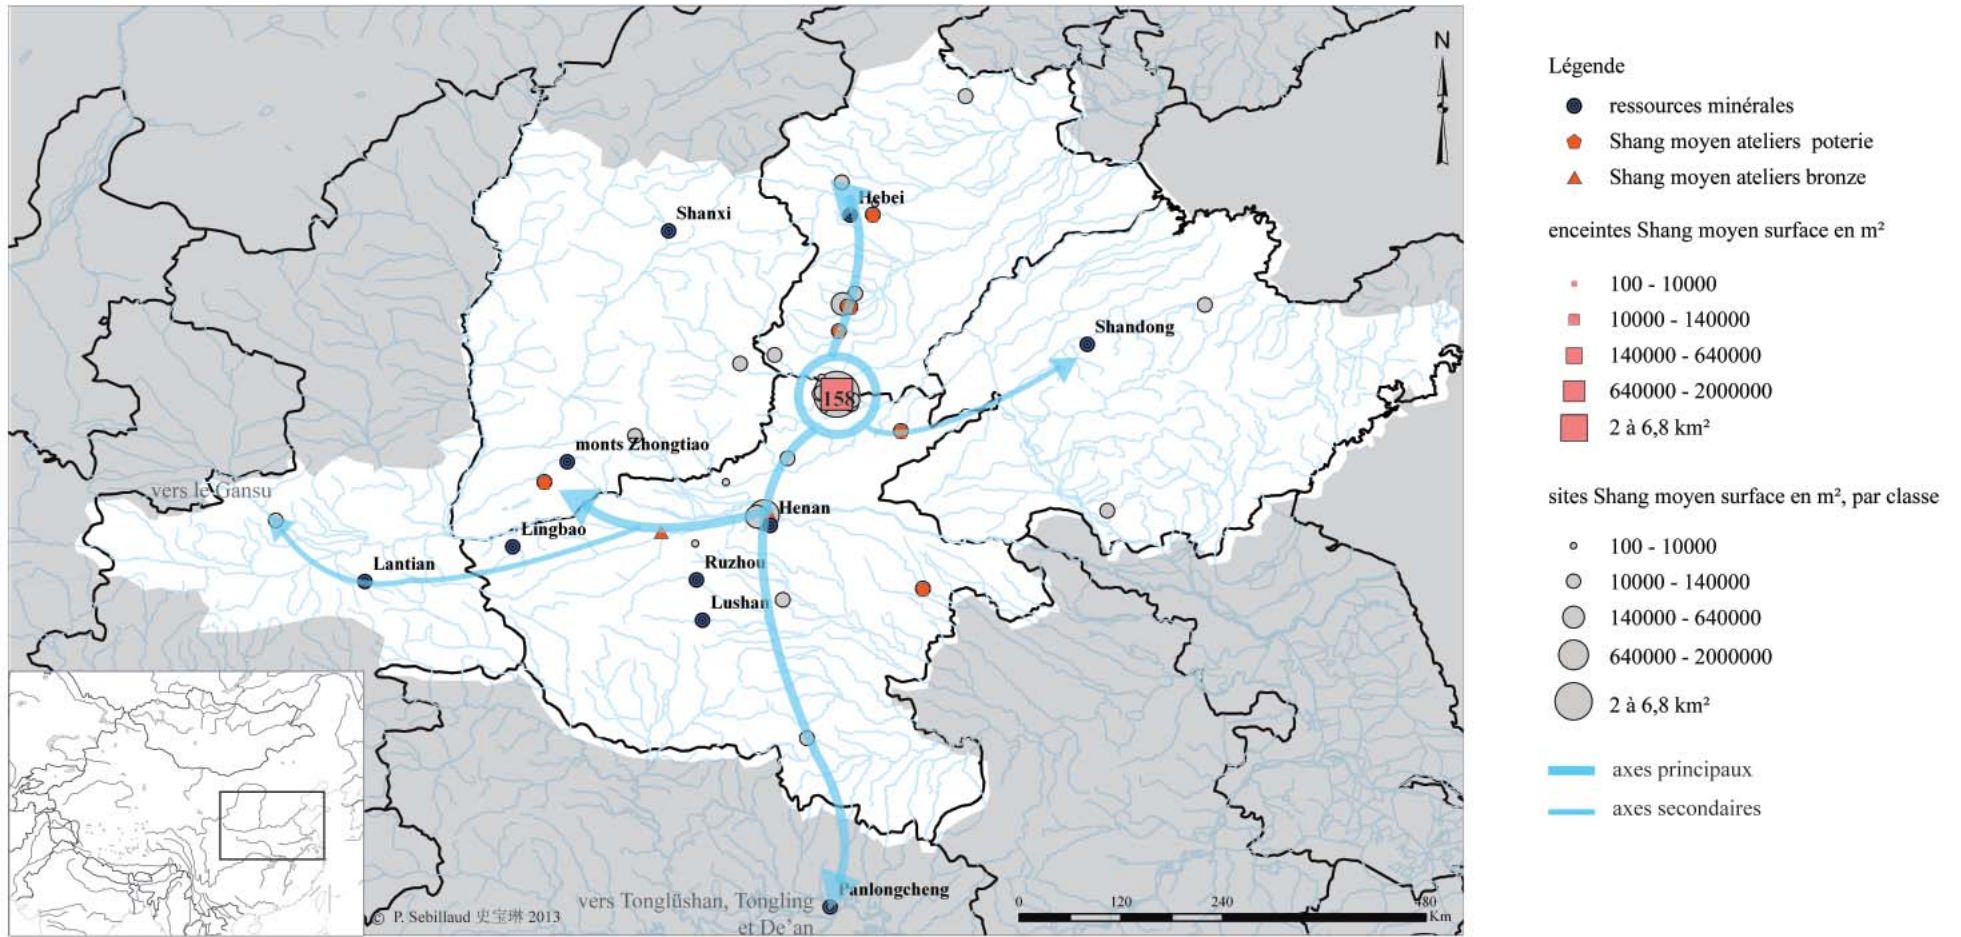 N
Hebei
Shanxi
Shandong
158
monts Zhongtiao
vers le Gansu
Henan
Lingbao
Lantian
Ruzhou
Lushan
Panlongcheng
vers Tonglüshan, Tongling
et De'an
© P. Sebillaud 史宝琳 2013
0 120 240 480
Km
Légende
ressources minérales
Shang moyen ateliers poterie
Shang moyen ateliers bronze
enceintes Shang moyen surface en m²
100 - 10000
10000 - 140000
140000 - 640000
640000 - 2000000
2 à 6,8 km²
sites Shang moyen surface en m², par classe
100 - 10000
10000 - 140000
140000 - 640000
640000 - 2000000
2 à 6,8 km²
axes principaux
axes secondaires